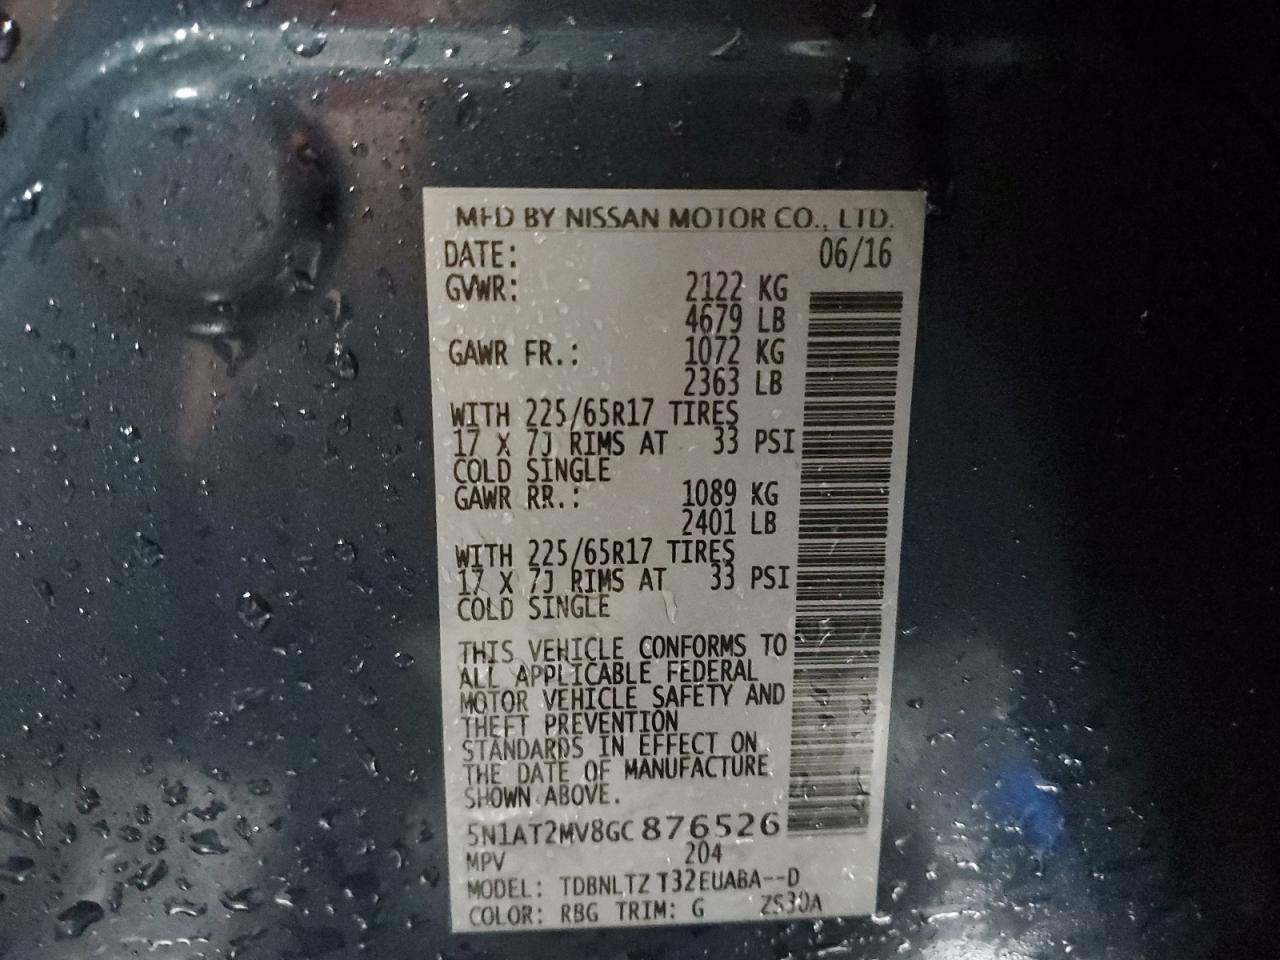 MFD BY NISSAN MOTOR CO., LTD.
DATE: 06/16
GVWR: 2122 KG
4679 LB
GAWR FR.: 1072 KG
2363 LB
WITH 225/65R17 TIRES
17 X 7J RIMS AT 33 PSI
COLD SINGLE
GAWR RR.: 1089 KG
2401 LB
WITH 225/65R17 TIRES
17 X 7J RIMS AT 33 PSI
COLD SINGLE
THIS VEHICLE CONFORMS TO
ALL APPLICABLE FEDERAL
MOTOR VEHICLE SAFETY AND
THEFT PREVENTION
STANDARDS IN EFFECT ON
THE DATE OF MANUFACTURE
SHOWN ABOVE.
5N1AT2MV8GC876526
MPV 204
MODEL: TDBNLTZ T32EUABA--D
COLOR: RBG TRIM: G ZS30A